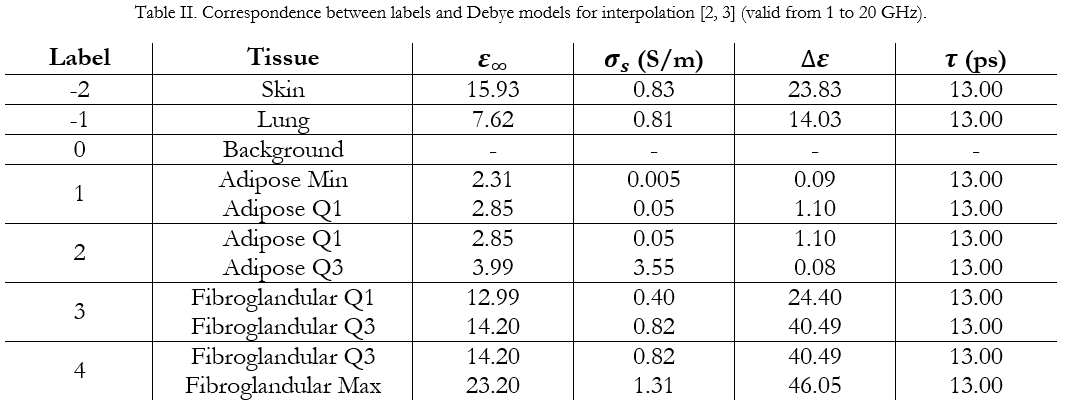 Table II. Correspondence between labels and Debye models for interpolation [2, 3] (valid from 1 to 20 GHz).
Label Tissue ε∞ σs (S/m) Δε τ (ps)
-2 Skin 15.93 0.83 23.83 13.00
-1 Lung 7.62 0.81 14.03 13.00
0 Background - - - -
1 Adipose Min 2.31 0.005 0.09 13.00
Adipose Q1 2.85 0.05 1.10 13.00
2 Adipose Q1 2.85 0.05 1.10 13.00
Adipose Q3 3.99 3.55 0.08 13.00
3 Fibroglandular Q1 12.99 0.40 24.40 13.00
Fibroglandular Q3 14.20 0.82 40.49 13.00
4 Fibroglandular Q3 14.20 0.82 40.49 13.00
Fibroglandular Max 23.20 1.31 46.05 13.00